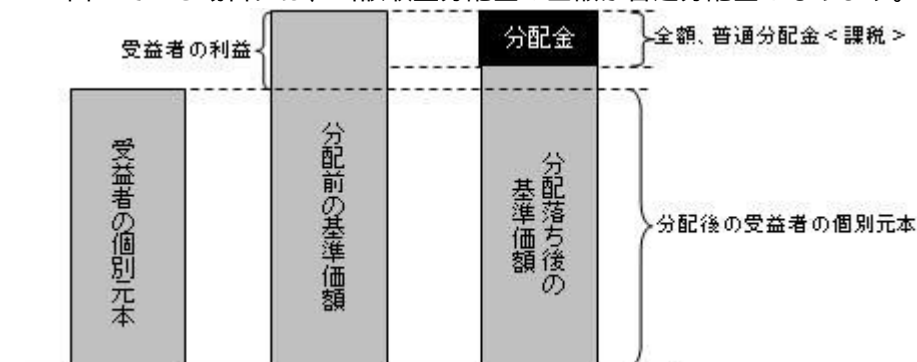 受益者の利益
分配金
全額、普通分配金＜課税＞
受益者の個別元本
分配前の基準価額
分配落ち後の
基準価額
分配後の受益者の個別元本